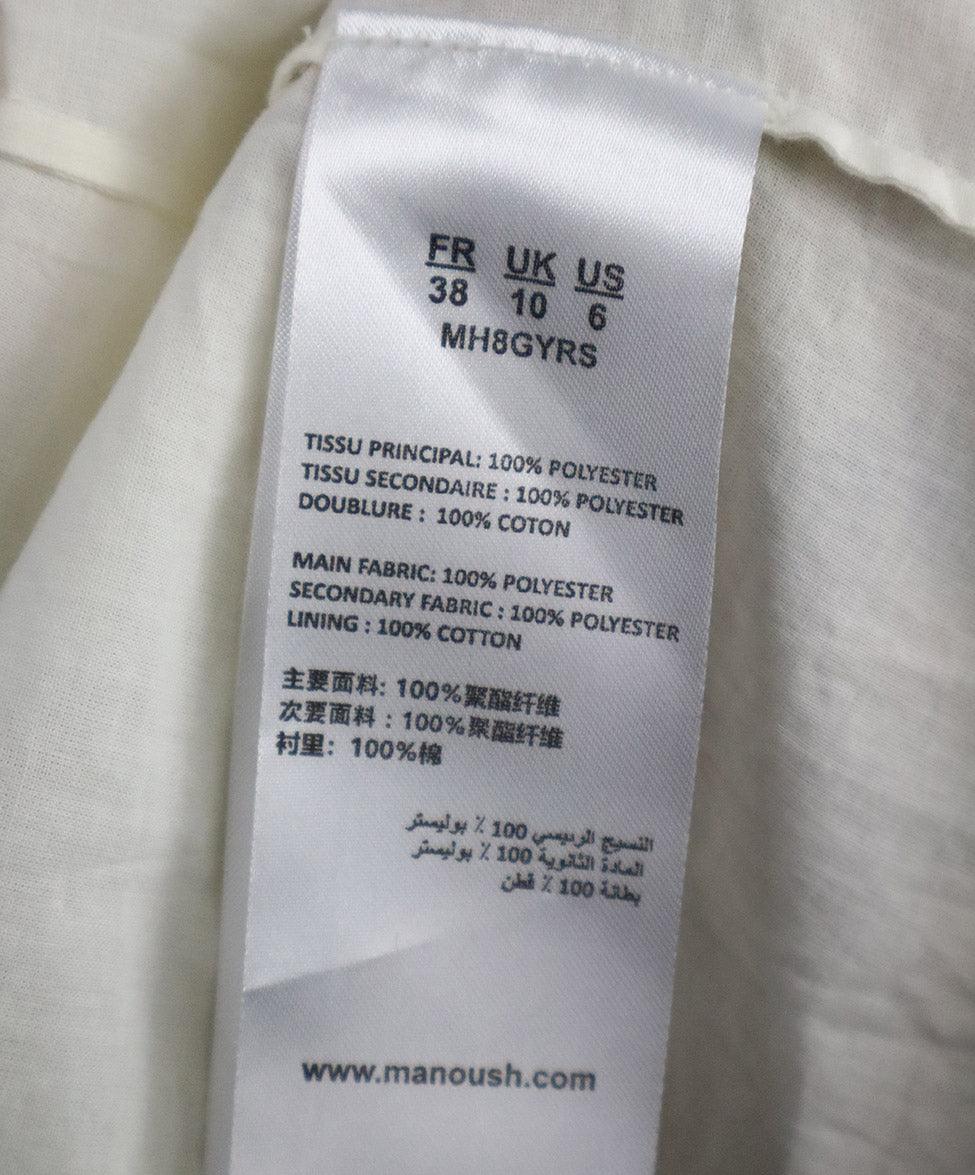 FR UK US
38 10 6
MH8GYRS
TISSU PRINCIPAL: 100% POLYESTER
TISSU SECONDAIRE : 100% POLYESTER
DOUBLURE : 100% COTON
MAIN FABRIC: 100% POLYESTER
SECONDARY FABRIC : 100% POLYESTER
LINING : 100% COTTON
主要面料: 100%聚酯纤维
次要面料 : 100%聚酯纤维
衬里: 100%棉
النسيج الرئيسي 100 ٪ بوليستر
المادة الثانوية 100 ٪ بوليستر
بطانة 100 ٪ قطن
www.manoush.com